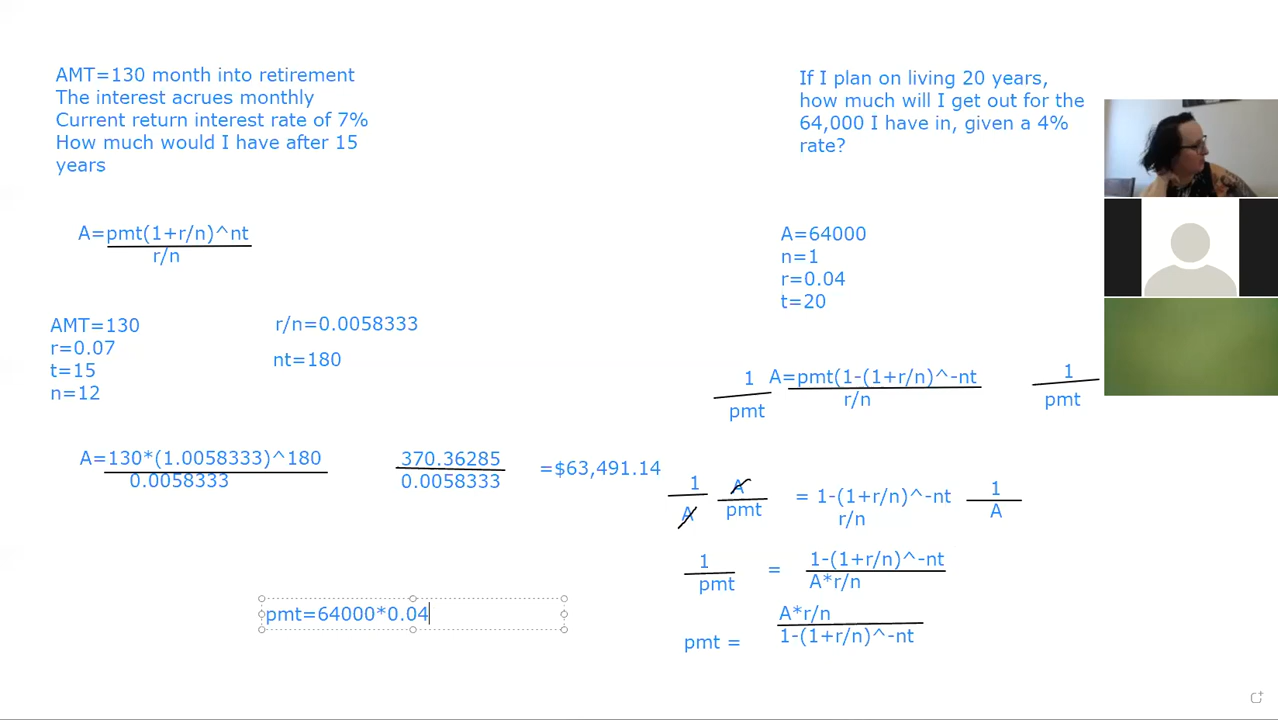 AMT=130 month into retirement
The interest acrues monthly
Current return interest rate of 7%
How much would I have after 15
years
A=pmt(1+r/n)^nt
r/n
AMT=130
r=0.07
t=15
n=12
r/n=0.0058333
nt=180
A=130*(1.0058333)^180
0.0058333
370.36285
0.0058333
=$63,491.14
pmt=64000*0.04
If I plan on living 20 years,
how much will I get out for the
64,000 I have in, given a 4%
rate?
A=64000
n=1
r=0.04
t=20
1
pmt
A=pmt(1-(1+r/n)^-nt
r/n
1
pmt
1
A
A
pmt
= 1-(1+r/n)^-nt
r/n
1
A
1
pmt
=
1-(1+r/n)^-nt
A*r/n
pmt =
A*r/n
1-(1+r/n)^-nt